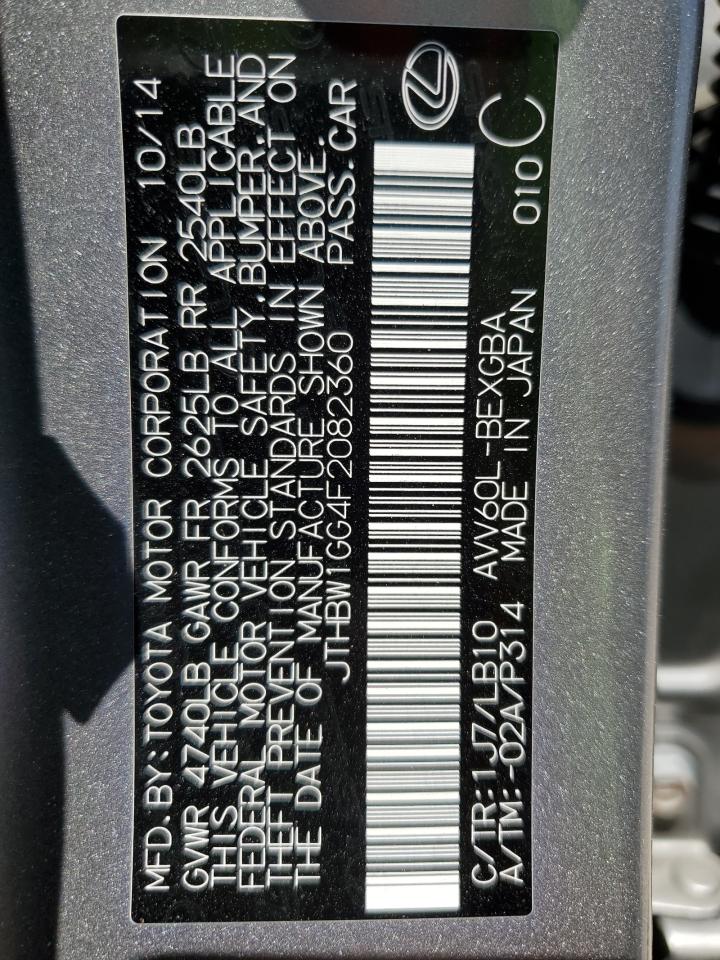 MFD.BY:TOYOTA MOTOR CORPORATION 10/14
GVWR 4740LB GAWR FR 2625LB RR 2540LB
THIS VEHICLE CONFORMS TO ALL APPLICABLE
FEDERAL MOTOR VEHICLE SAFETY,BUMPER,AND
THEFT PREVENTION STANDARDS IN EFFECT ON
THE DATE OF MANUFACTURE SHOWN ABOVE.
JTHBW1GG4F2082360 PASS.CAR
C/TR:1J7/LB10 AVV60L-BEXGBA 010 C
A/TM:-02A/P314 MADE IN JAPAN